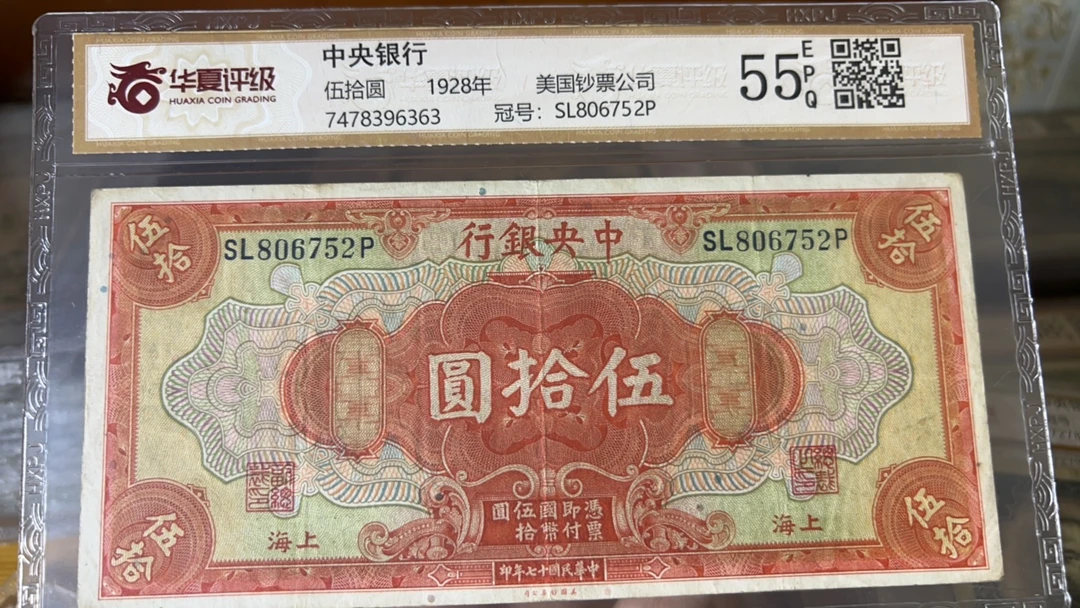 华夏评级
HUAXIA COIN GRADING
中央银行
伍拾圆 1928年 美国钞票公司
7478396363 冠号：SL806752P
55 EPQ
伍拾
伍拾
行銀央中
SL806752P SL806752P
圓拾伍
憑票即付國幣伍拾圓
海上 海上
伍拾
伍拾
印年七十國民華中